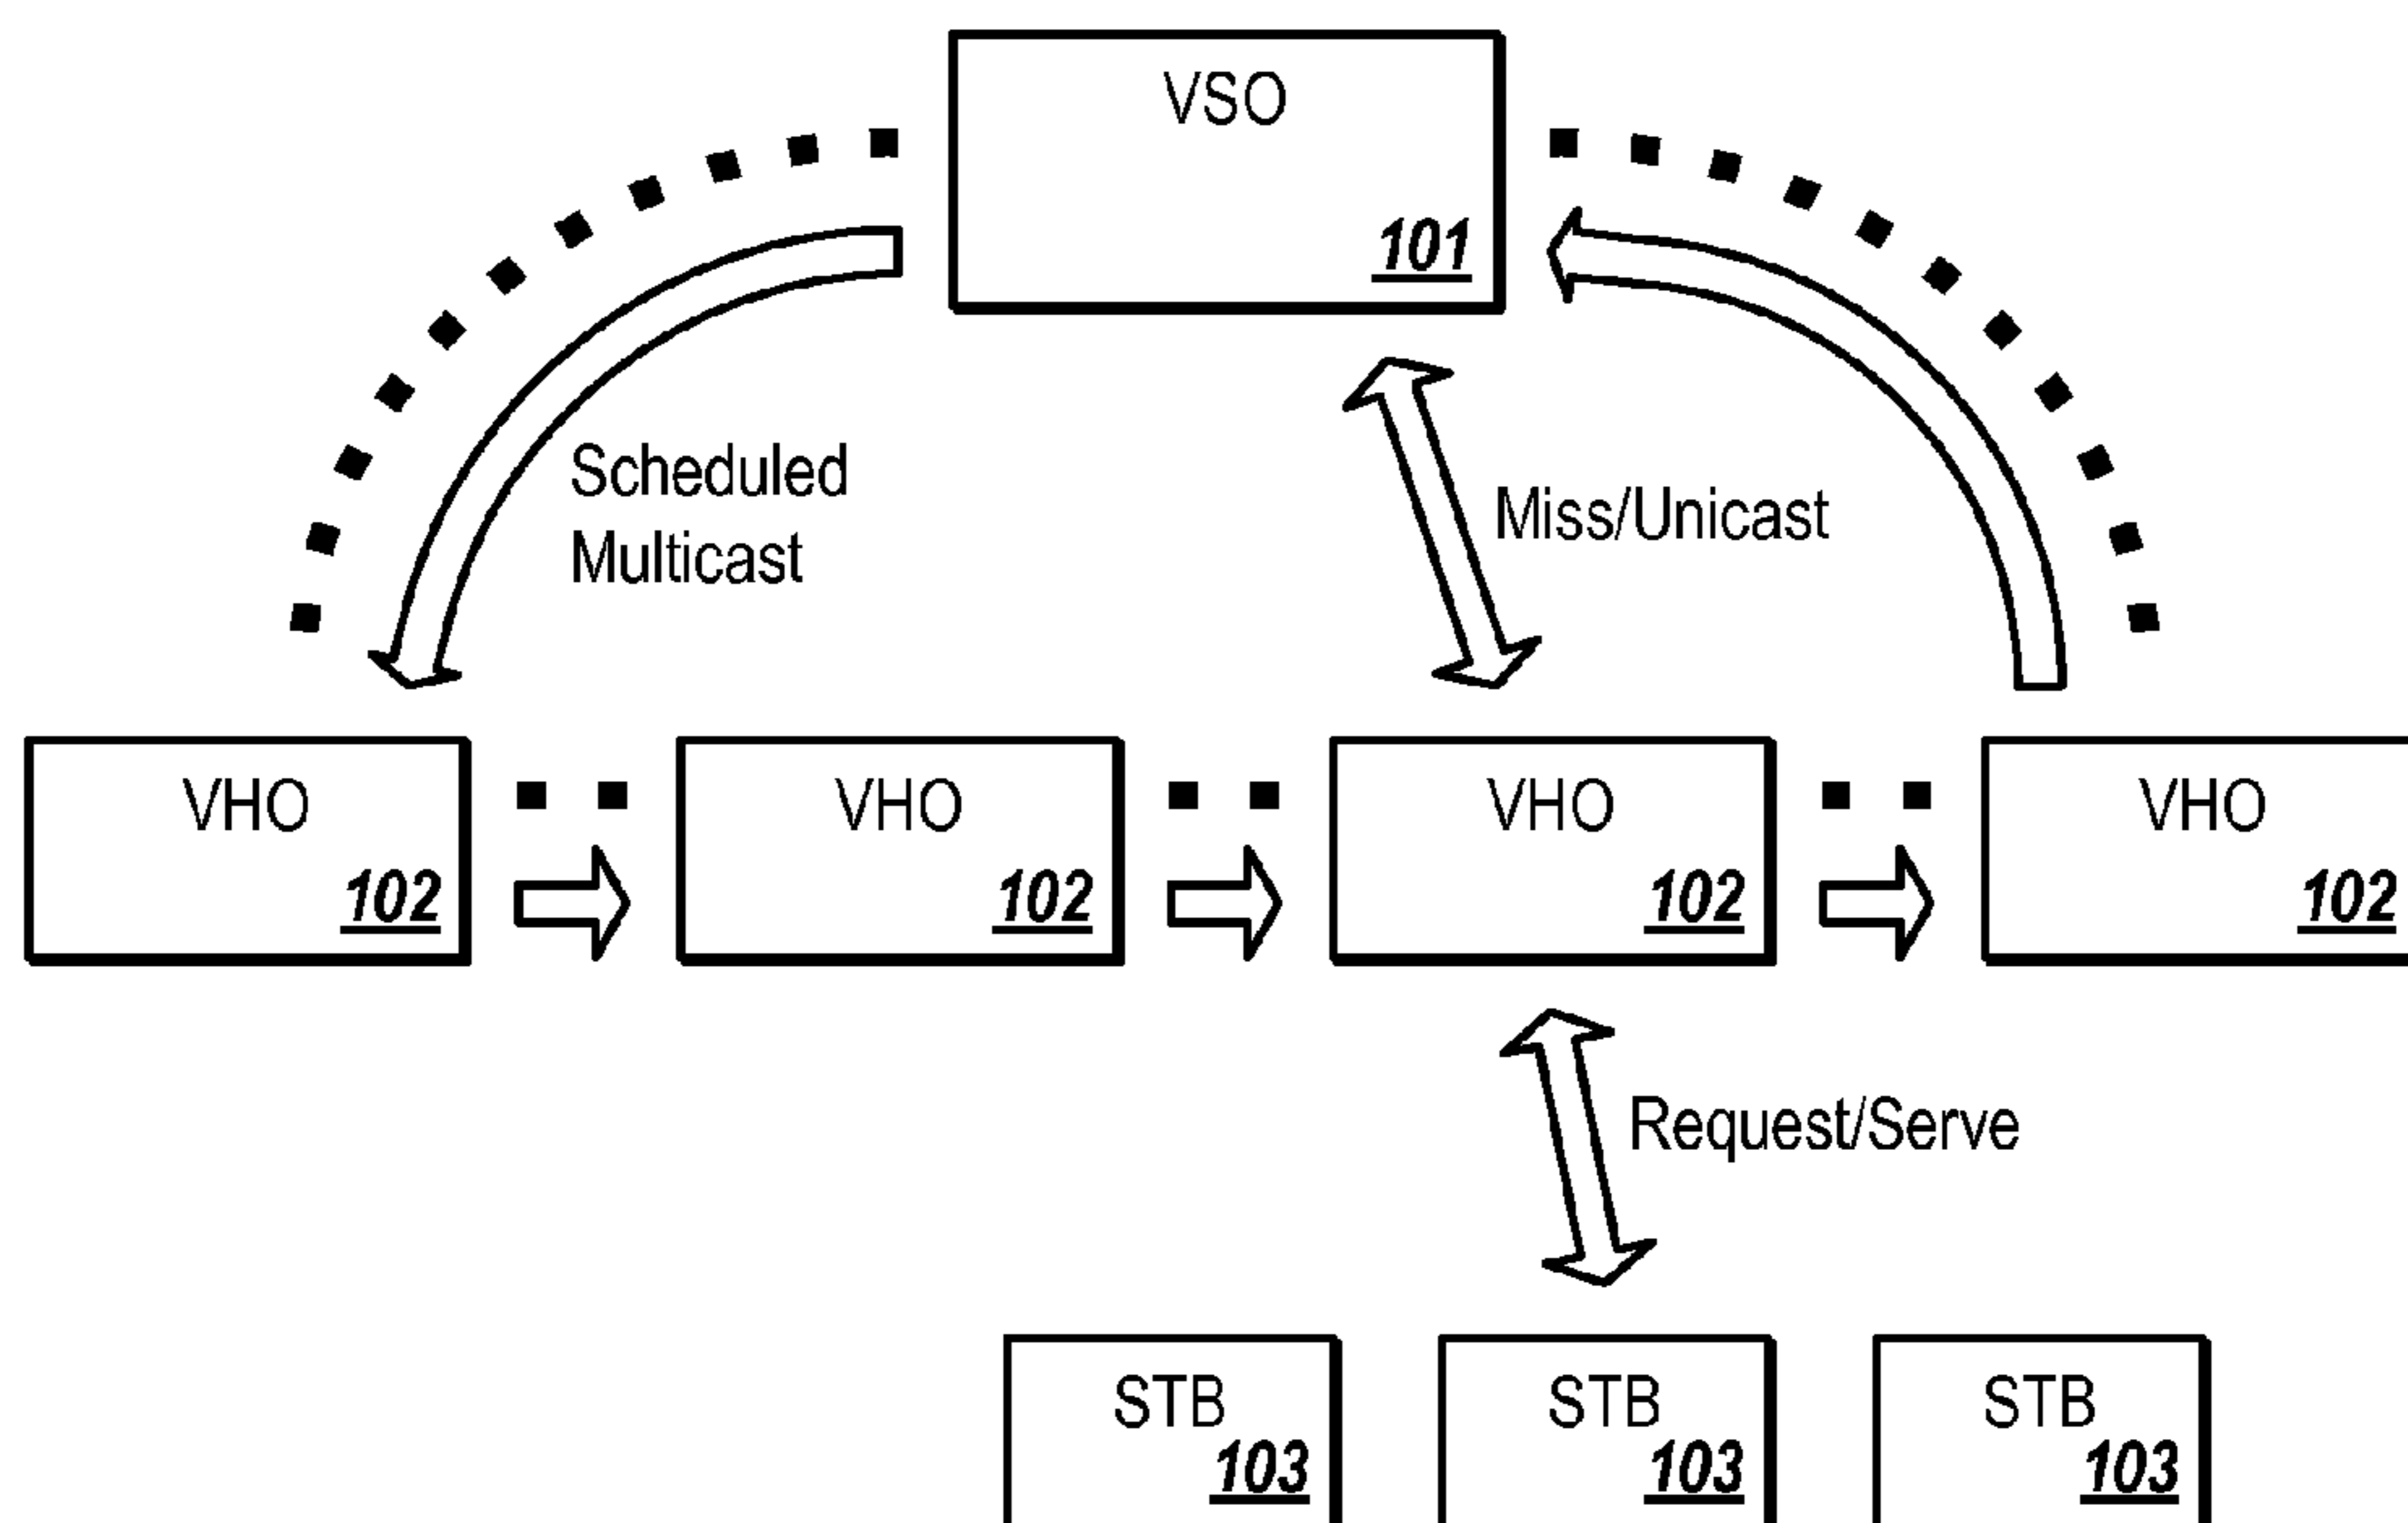 VSO
101
Scheduled
Multicast
Miss/Unicast
VHO
102
VHO
102
VHO
102
VHO
102
Request/Serve
STB
103
STB
103
STB
103